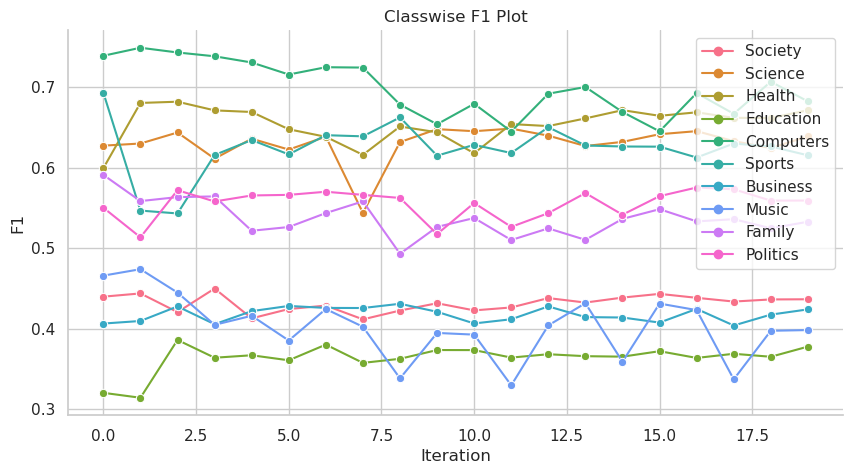 Classwise F1 Plot
Society
Science
Health
Education
Computers
Sports
Business
Music
Family
Politics
0.7
0.6
0.5
0.4
0.3
F1
0.0 2.5 5.0 7.5 10.0 12.5 15.0 17.5
Iteration